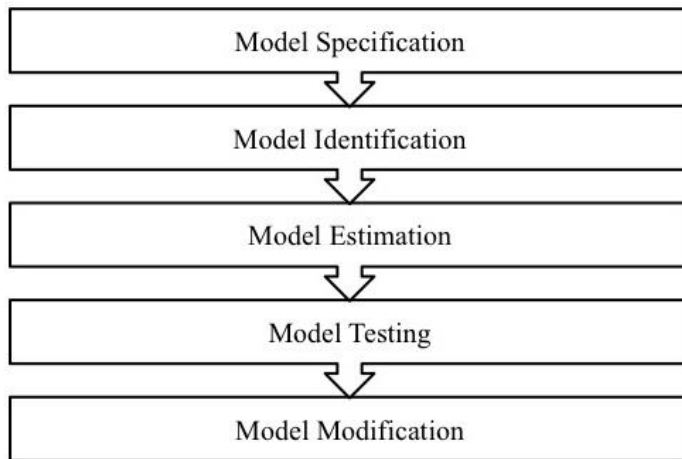 Model Specification
Model Identification
Model Estimation
Model Testing
Model Modification